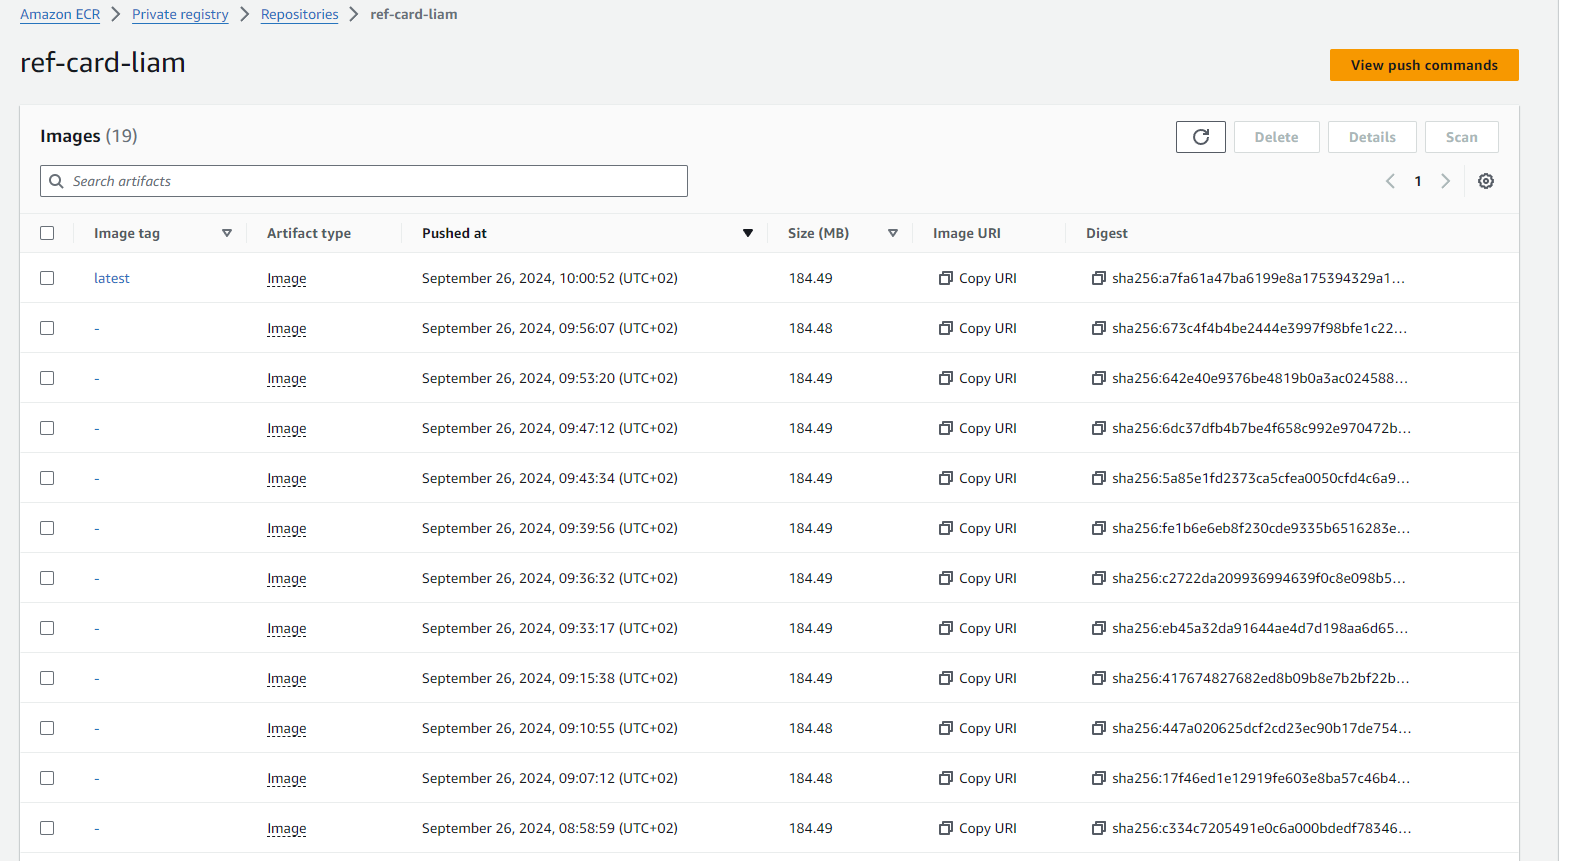 Amazon ECR > Private registry > Repositories > ref-card-liam
ref-card-liam
View push commands
Images (19)
Delete Details Scan
Search artifacts
1
Image tag Artifact type Pushed at Size (MB) Image URI Digest
latest Image September 26, 2024, 10:00:52 (UTC+02) 184.49 Copy URI sha256:a7fa61a47ba6199e8a175394329a1...
- Image September 26, 2024, 09:56:07 (UTC+02) 184.48 Copy URI sha256:673c4f4b4be2444e3997f98bfe1c22...
- Image September 26, 2024, 09:53:20 (UTC+02) 184.49 Copy URI sha256:642e40e9376be4819b0a3ac024588...
- Image September 26, 2024, 09:47:12 (UTC+02) 184.49 Copy URI sha256:6dc37dfb4b7be4f658c992e970472b...
- Image September 26, 2024, 09:43:34 (UTC+02) 184.49 Copy URI sha256:5a85e1fd2373ca5cfea0050cfd4c6a9...
- Image September 26, 2024, 09:39:56 (UTC+02) 184.49 Copy URI sha256:fe1b6e6eb8f230cde9335b6516283e...
- Image September 26, 2024, 09:36:32 (UTC+02) 184.49 Copy URI sha256:c2722da209936994639f0c8e098b5...
- Image September 26, 2024, 09:33:17 (UTC+02) 184.49 Copy URI sha256:eb45a32da91644ae4d7d198aa6d65...
- Image September 26, 2024, 09:15:38 (UTC+02) 184.49 Copy URI sha256:417674827682ed8b09b8e7b2bf22b...
- Image September 26, 2024, 09:10:55 (UTC+02) 184.48 Copy URI sha256:447a020625dcf2cd23ec90b17de754...
- Image September 26, 2024, 09:07:12 (UTC+02) 184.48 Copy URI sha256:17f46ed1e12919fe603e8ba57c46b4...
- Image September 26, 2024, 08:58:59 (UTC+02) 184.49 Copy URI sha256:c334c7205491e0c6a000bdedf78346...